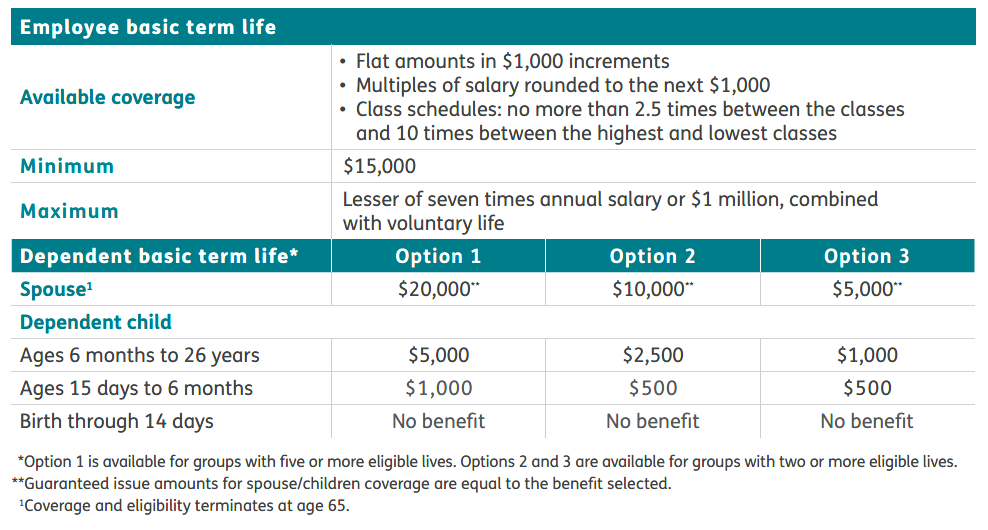 Employee basic term life
Available coverage
• Flat amounts in $1,000 increments
• Multiples of salary rounded to the next $1,000
• Class schedules: no more than 2.5 times between the classes
and 10 times between the highest and lowest classes
Minimum $15,000
Maximum
Lesser of seven times annual salary or $1 million, combined
with voluntary life
Dependent basic term life* Option 1 Option 2 Option 3
Spouse¹ $20,000** $10,000** $5,000**
Dependent child
Ages 6 months to 26 years $5,000 $2,500 $1,000
Ages 15 days to 6 months $1,000 $500 $500
Birth through 14 days No benefit No benefit No benefit
*Option 1 is available for groups with five or more eligible lives. Options 2 and 3 are available for groups with two or more eligible lives.
**Guaranteed issue amounts for spouse/children coverage are equal to the benefit selected.
¹Coverage and eligibility terminates at age 65.